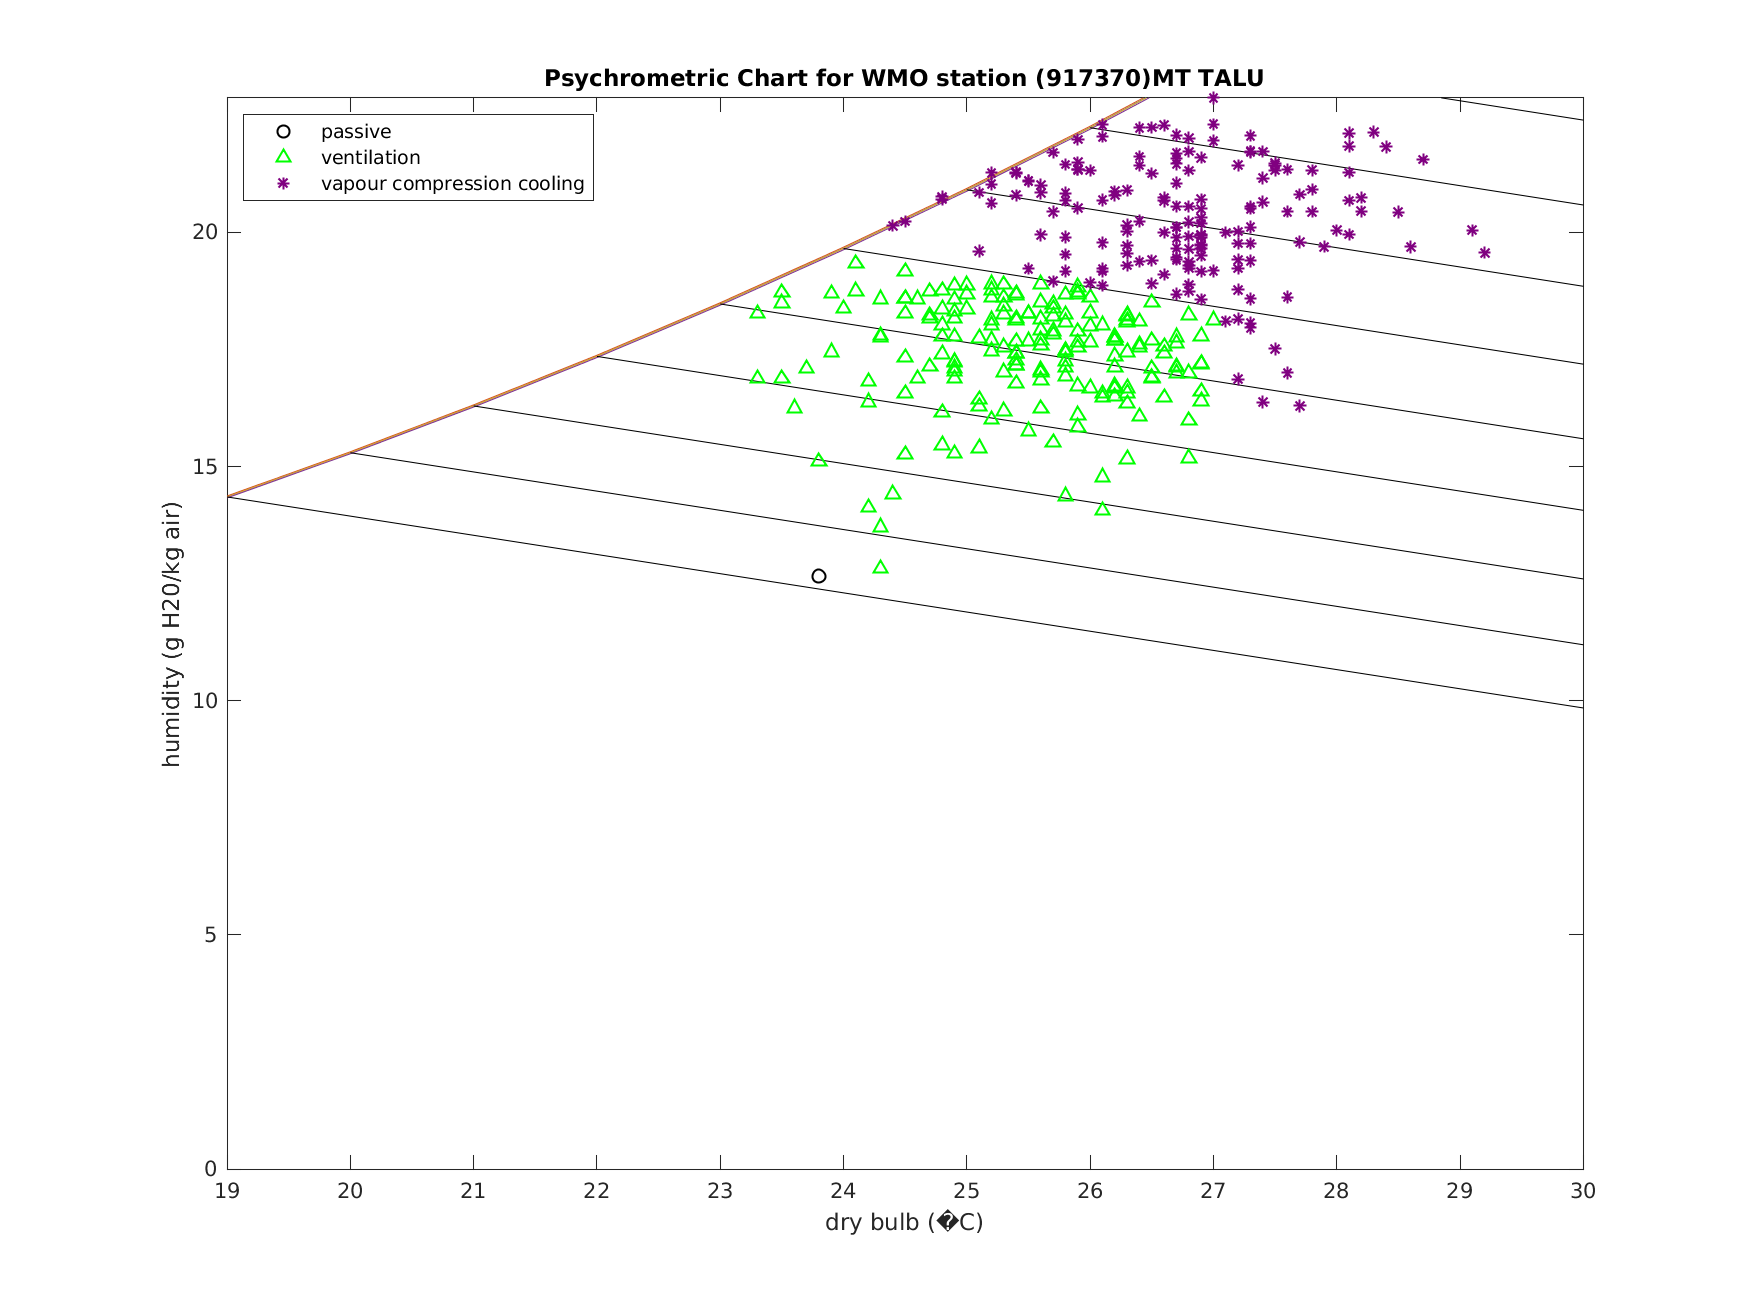 Psychrometric Chart for WMO station (917370)MT TALU
passive
ventilation
vapour compression cooling
20
15
10
5
0
humidity (g H20/kg air)
19 20 21 22 23 24 25 26 27 28 29 30
dry bulb (�C)